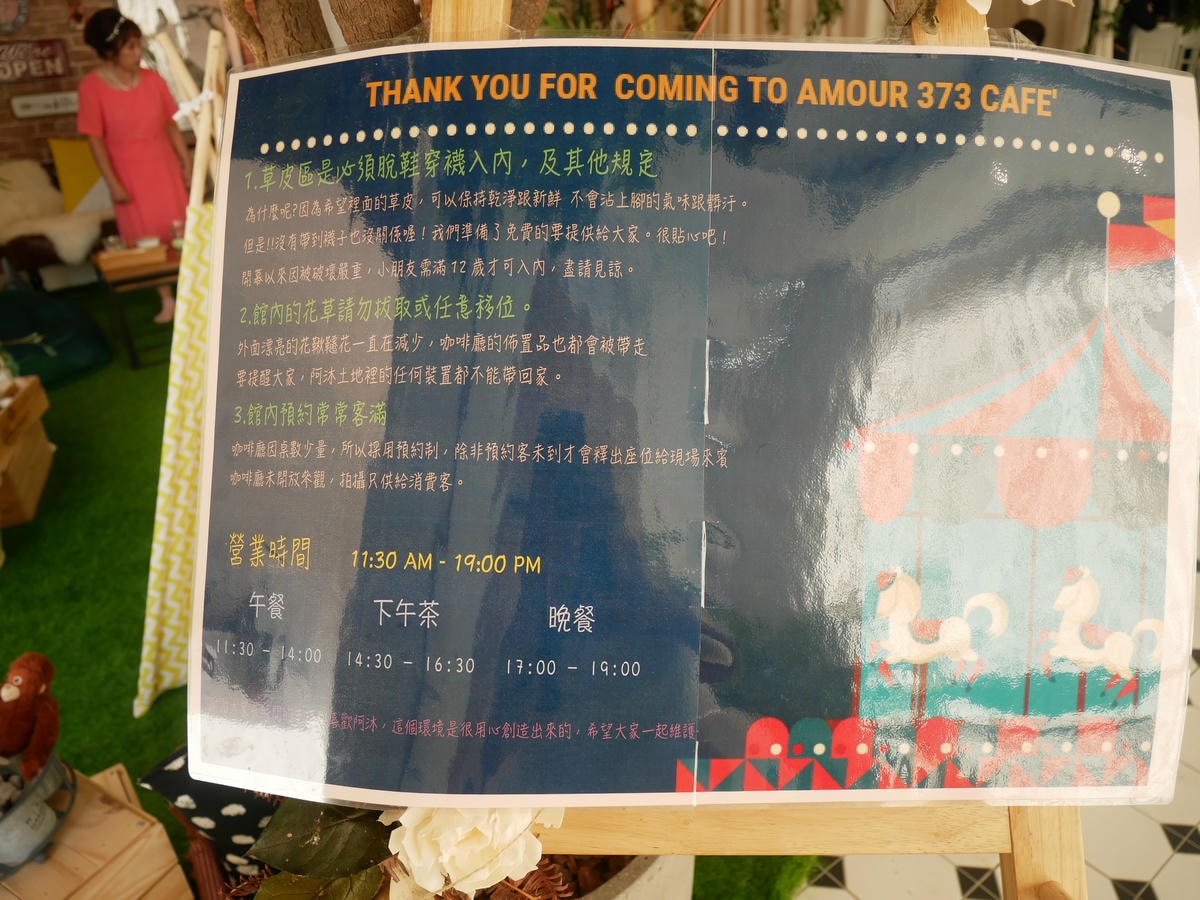 OPEN
THANK YOU FOR COMING TO AMOUR 373 CAFE'
1.草皮區是必須脫鞋穿襪入內，及其他規定
為什麼呢?因為希望裡面的草皮，可以保持乾淨跟新鮮 不會沾上腳的氣味跟髒汙。
但是!!沒有帶到襪子也沒關係喔！我們準備了免費的要提供給大家。很貼心吧！
開幕以來因被破壞嚴重，小朋友需滿12歲才可入內，盡請見諒。
2.館內的花草請勿拔取或任意移位。
外面漂亮的花鞦韆花一直在減少，咖啡廳的佈置品也都會被帶走
要提醒大家，阿沐土地裡的任何裝置都不能帶回家。
3.館內預約常常客滿
咖啡廳因桌數少量，所以採用預約制，除非預約客未到才會釋出座位給現場來賓
咖啡廳未開放參觀，拍攝只供給消費客。
營業時間 11:30 AM - 19:00 PM
午餐 下午茶 晚餐
11:30 - 14:00 14:30 - 16:30 17:00 - 19:00
喜歡阿沐，這個環境是很用心創造出來的，希望大家一起維護